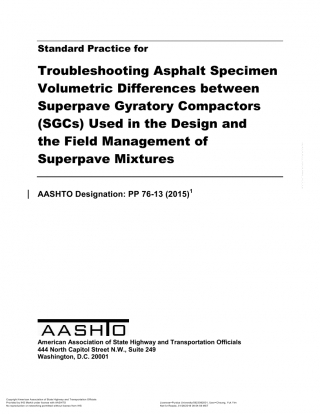 Standard Practice for
Troubleshooting Asphalt Specimen
Volumetric Differences between
Superpave Gyratory Compactors
(SGCs) Used in the Design and
the Field Management of
Superpave Mixtures
AASHTO Designation: PP 76-13 (2015)1
AASHTO
American Association of State Highway and Transportation Officials
444 North Capitol Street N.W., Suite 249
Washington, D.C. 20001